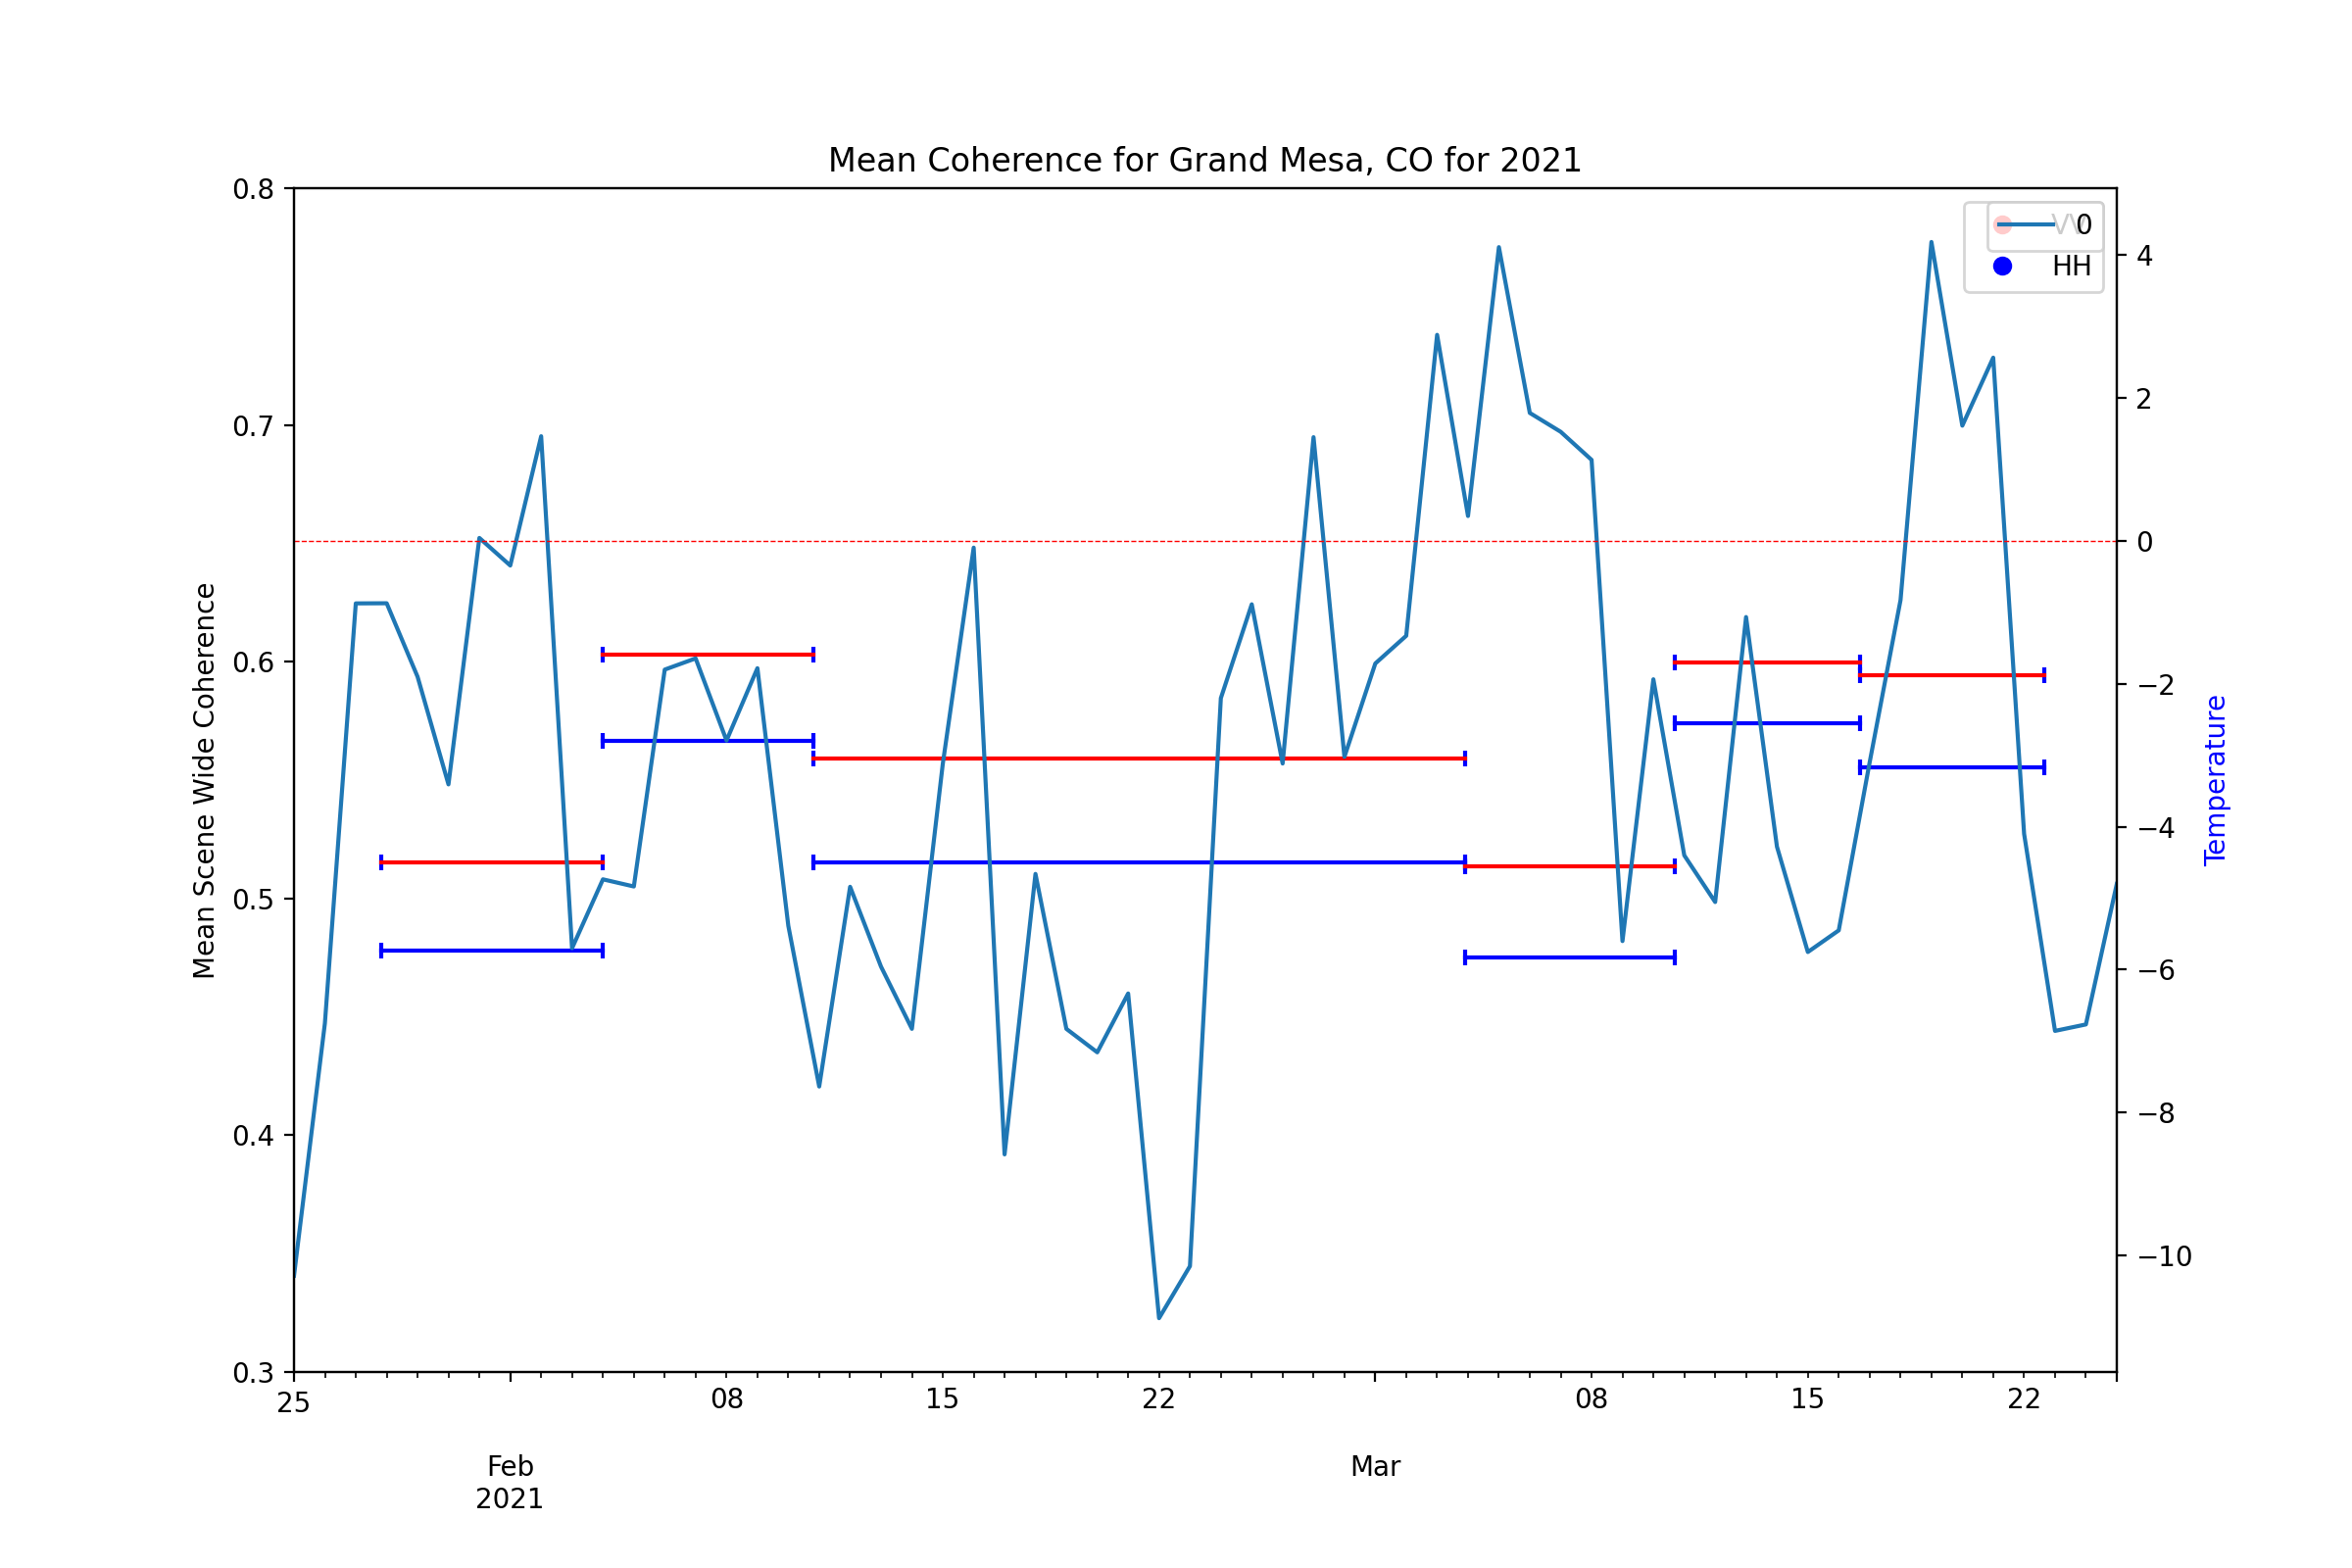 Mean Coherence for Grand Mesa, CO for 2021
0.8
0.7
0.6
0.5
0.4
0.3
Mean Scene Wide Coherence
0
HH
4
2
0
−2
−4
−6
−8
−10
Temperature
25 08 15 22 08 15 22
Feb Mar
2021